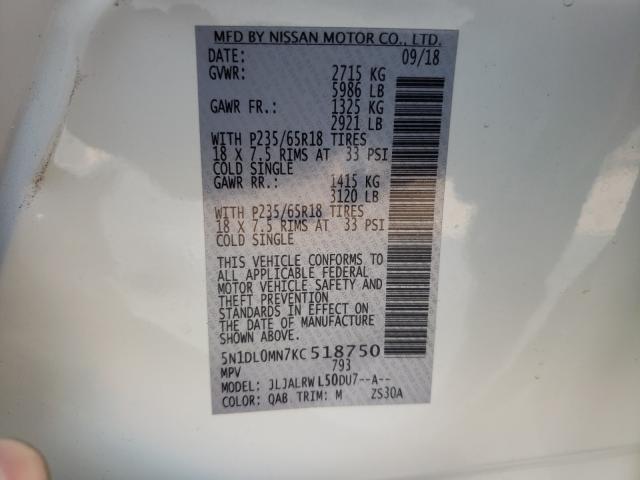 MFD BY NISSAN MOTOR CO., LTD.
DATE: 09/18
GVWR: 2715 KG
5986 LB
GAWR FR.: 1325 KG
2921 LB
WITH P235/65R18 TIRES
18 X 7.5 RIMS AT 33 PSI
COLD SINGLE
GAWR RR.: 1415 KG
3120 LB
WITH P235/65R18 TIRES
18 X 7.5 RIMS AT 33 PSI
COLD SINGLE
THIS VEHICLE CONFORMS TO
ALL APPLICABLE FEDERAL
MOTOR VEHICLE SAFETY AND
THEFT PREVENTION
STANDARDS IN EFFECT ON
THE DATE OF MANUFACTURE
SHOWN ABOVE.
5N1DL0MN7KC518750
MPV 793
MODEL: JLJALRWL50DU7--A--
COLOR: QAB TRIM: M ZS30A